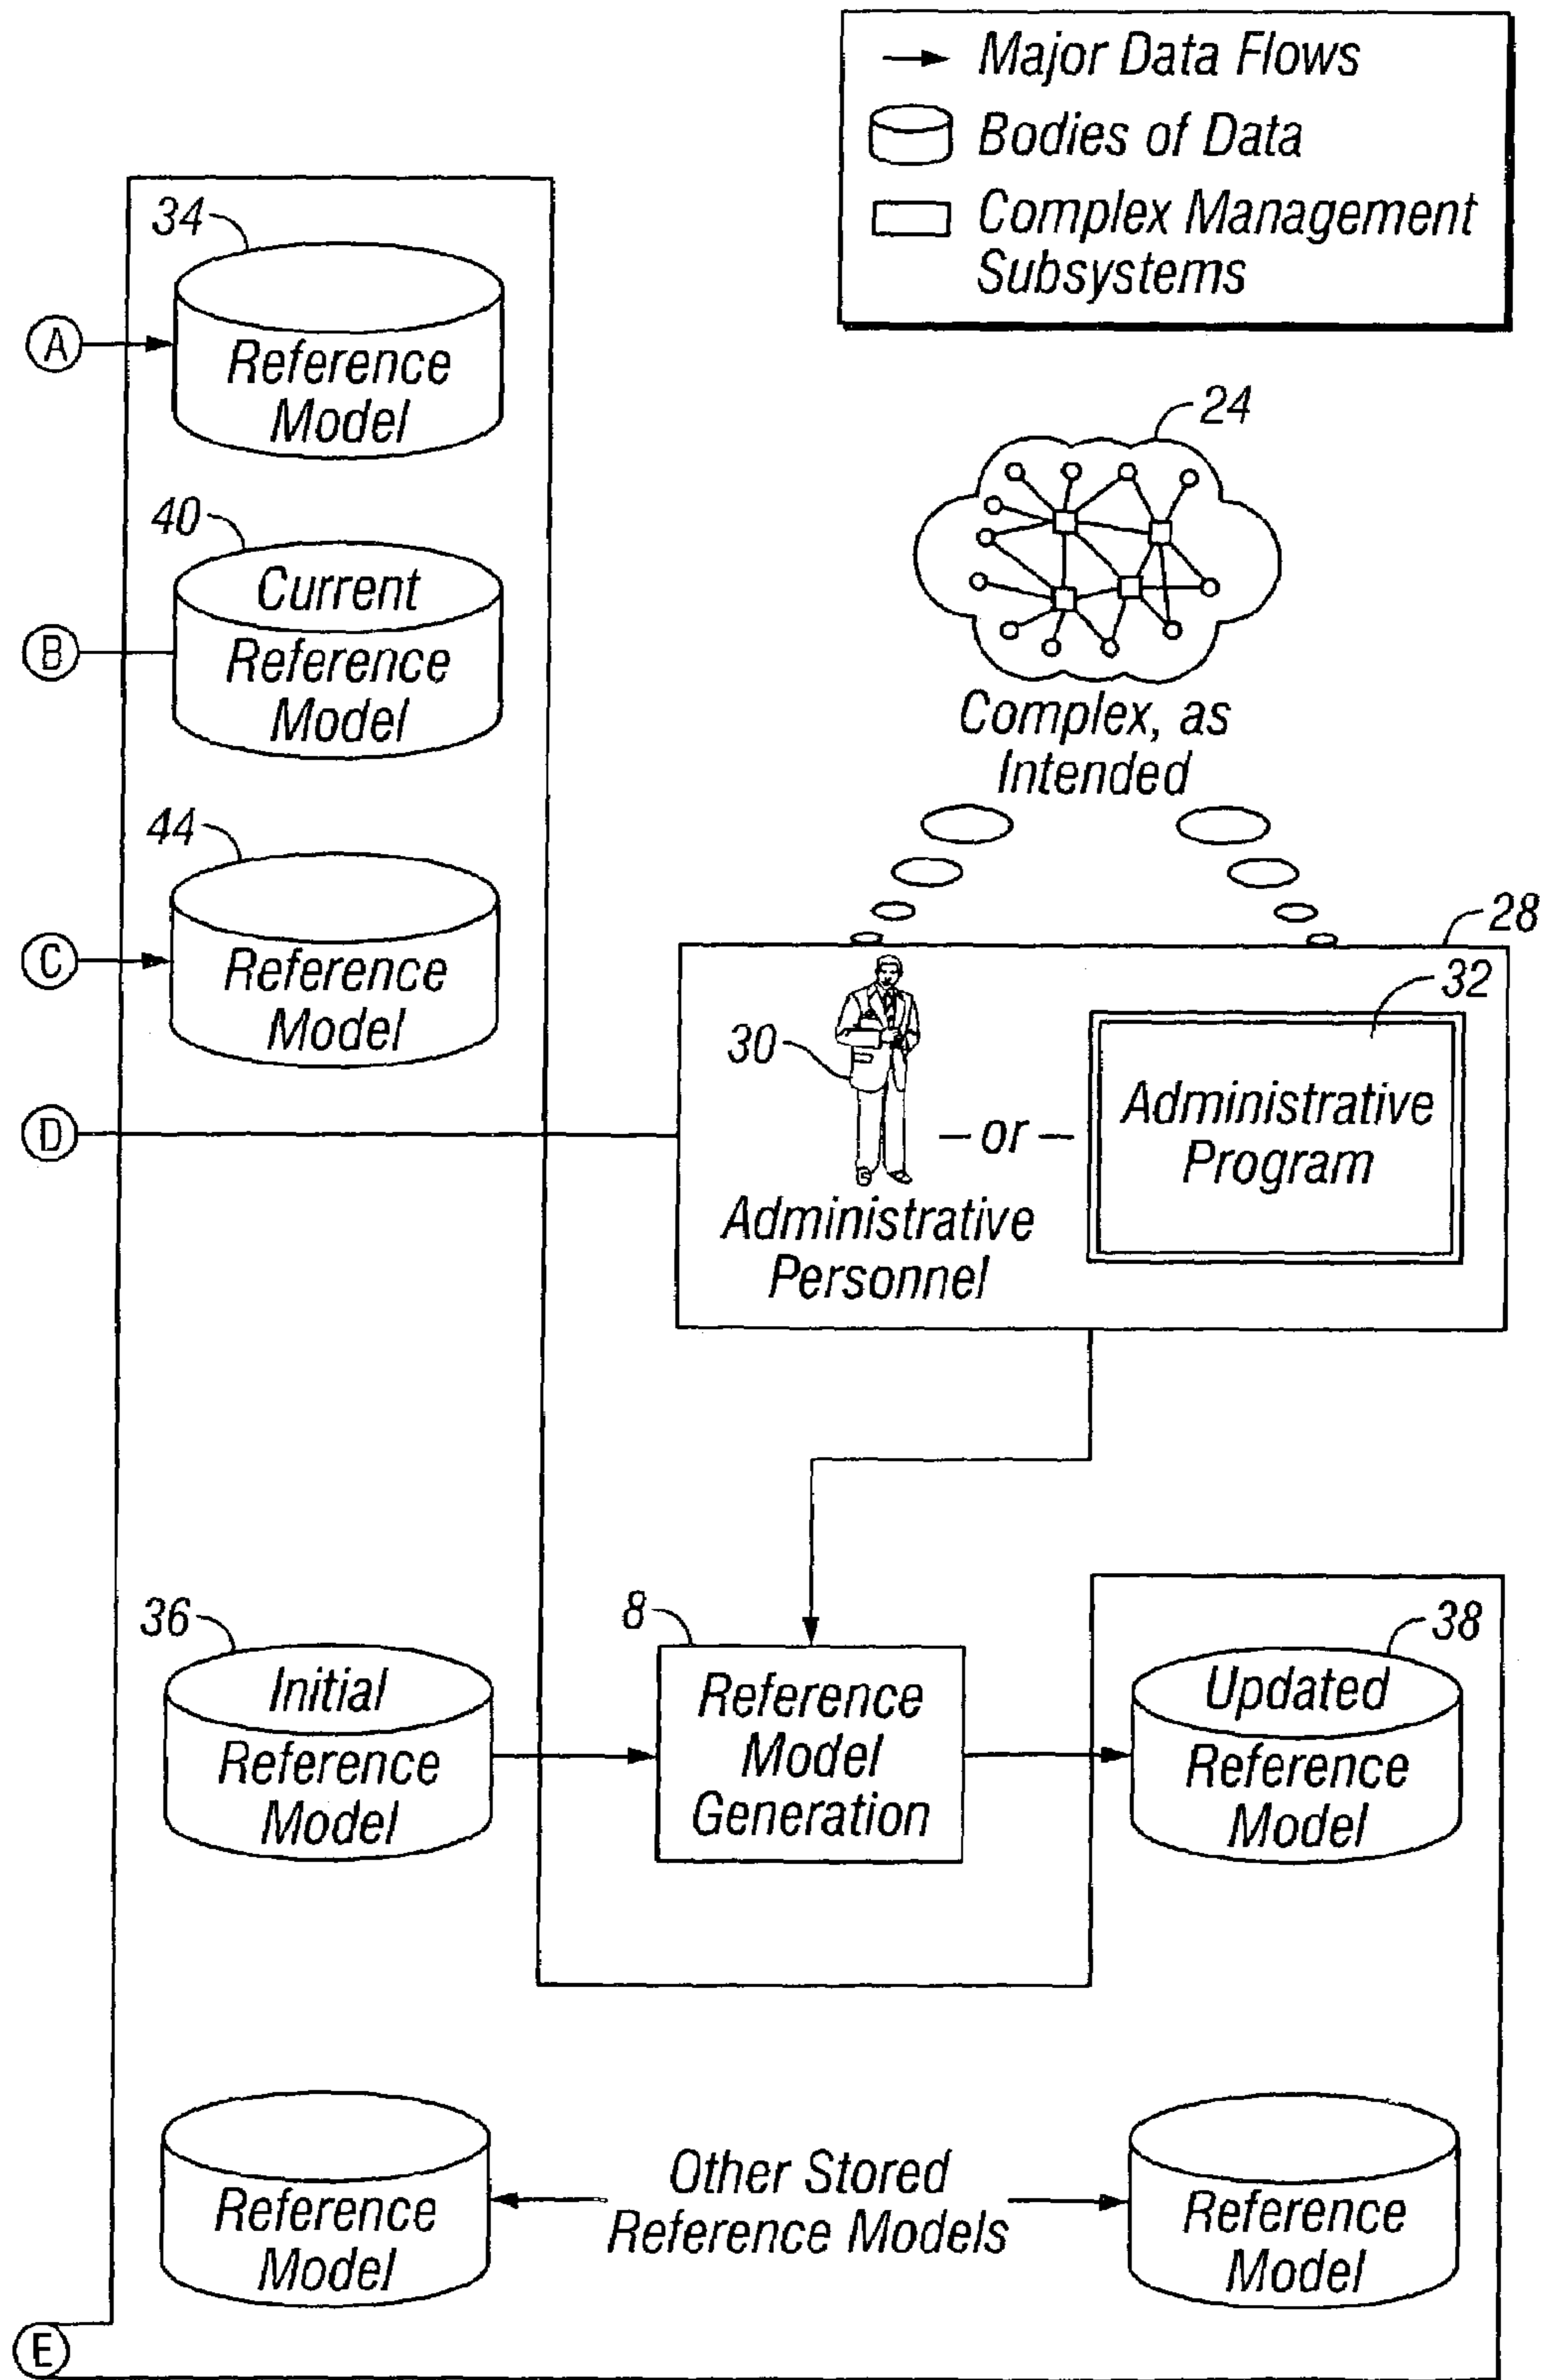 Major Data Flows
Bodies of Data
Complex Management
Subsystems
34
A
Reference
Model
24
40
Current
B
Reference
Model
Complex, as
Intended
44
C
Reference
Model
28
32
30
D
– or –
Administrative
Program
Administrative
Personnel
36
Initial
Reference
Model
8
Reference
Model
Generation
38
Updated
Reference
Model
Reference
Model
Other Stored
Reference Models
Reference
Model
E